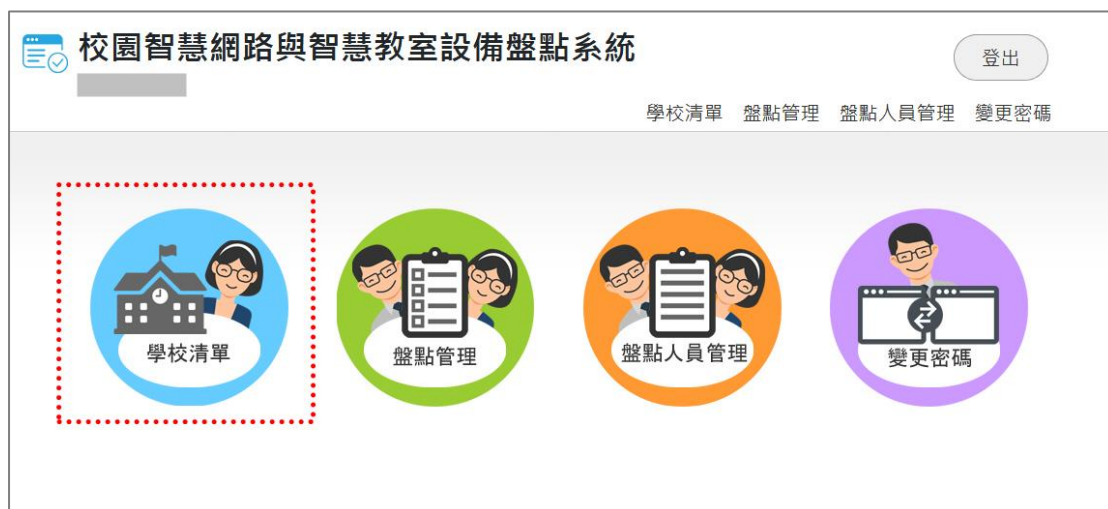 校園智慧網路與智慧教室設備盤點系統
登出
學校清單 盤點管理 盤點人員管理 變更密碼
學校清單
盤點管理
盤點人員管理
變更密碼